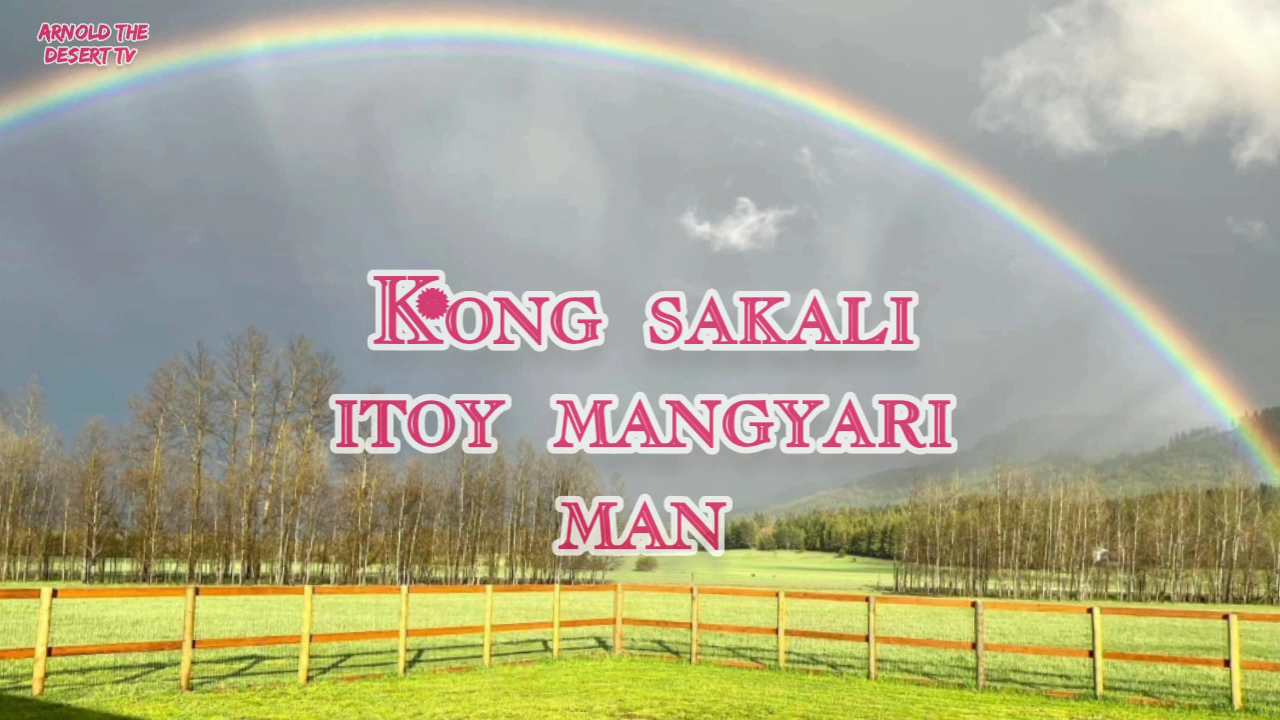 ARNOLD THE
DESERT TV
Kong sakali
itoy mangyari
man